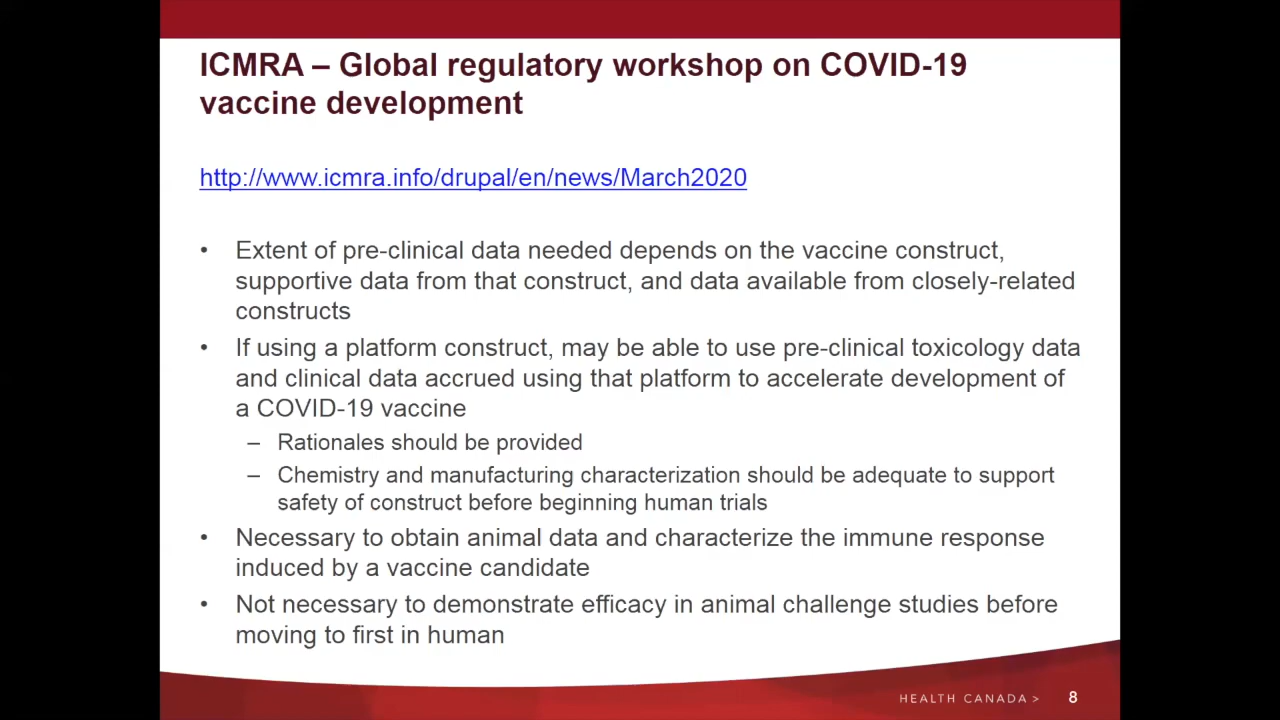 ICMRA – Global regulatory workshop on COVID-19
vaccine development
http://www.icmra.info/drupal/en/news/March2020
• Extent of pre-clinical data needed depends on the vaccine construct,
supportive data from that construct, and data available from closely-related
constructs
• If using a platform construct, may be able to use pre-clinical toxicology data
and clinical data accrued using that platform to accelerate development of
a COVID-19 vaccine
– Rationales should be provided
– Chemistry and manufacturing characterization should be adequate to support
safety of construct before beginning human trials
• Necessary to obtain animal data and characterize the immune response
induced by a vaccine candidate
• Not necessary to demonstrate efficacy in animal challenge studies before
moving to first in human
HEALTH CANADA > 8